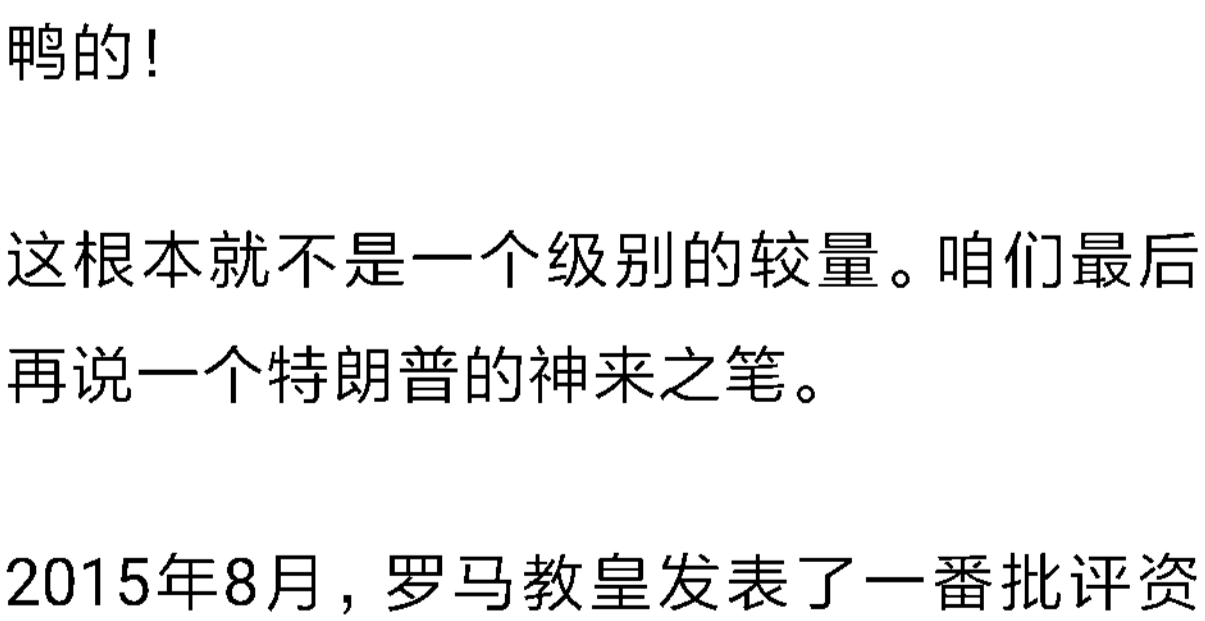 鸭的！
这根本就不是一个级别的较量。咱们最后
再说一个特朗普的神来之笔。
2015年8月，罗马教皇发表了一番批评资